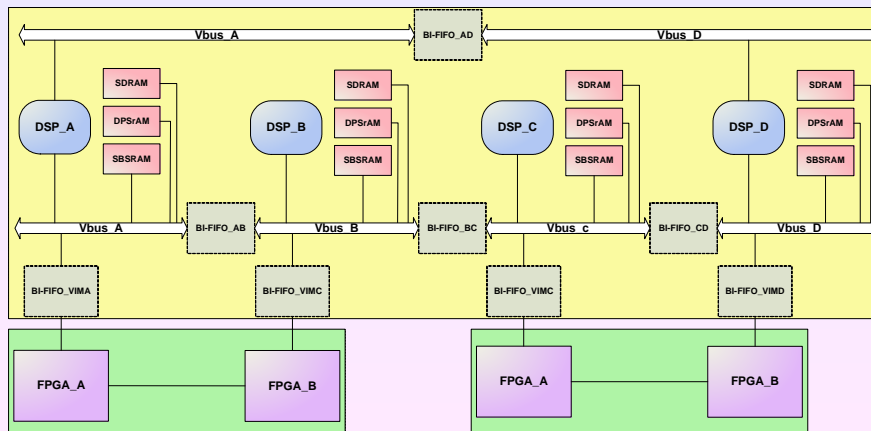 Vbus_A
BI-FIFO_AD
Vbus_D
SDRAM
SDRAM
SDRAM
SDRAM
DSP_A
DPSrAM
DSP_B
DPSrAM
DSP_C
DPSrAM
DSP_D
DPSrAM
SBSRAM
SBSRAM
SBSRAM
SBSRAM
Vbus_A
BI-FIFO_AB
Vbus_B
BI-FIFO_BC
Vbus_c
BI-FIFO_CD
Vbus_D
BI-FIFO_VIMA
BI-FIFO_VIMC
BI-FIFO_VIMC
BI-FIFO_VIMD
FPGA_A
FPGA_B
FPGA_A
FPGA_B